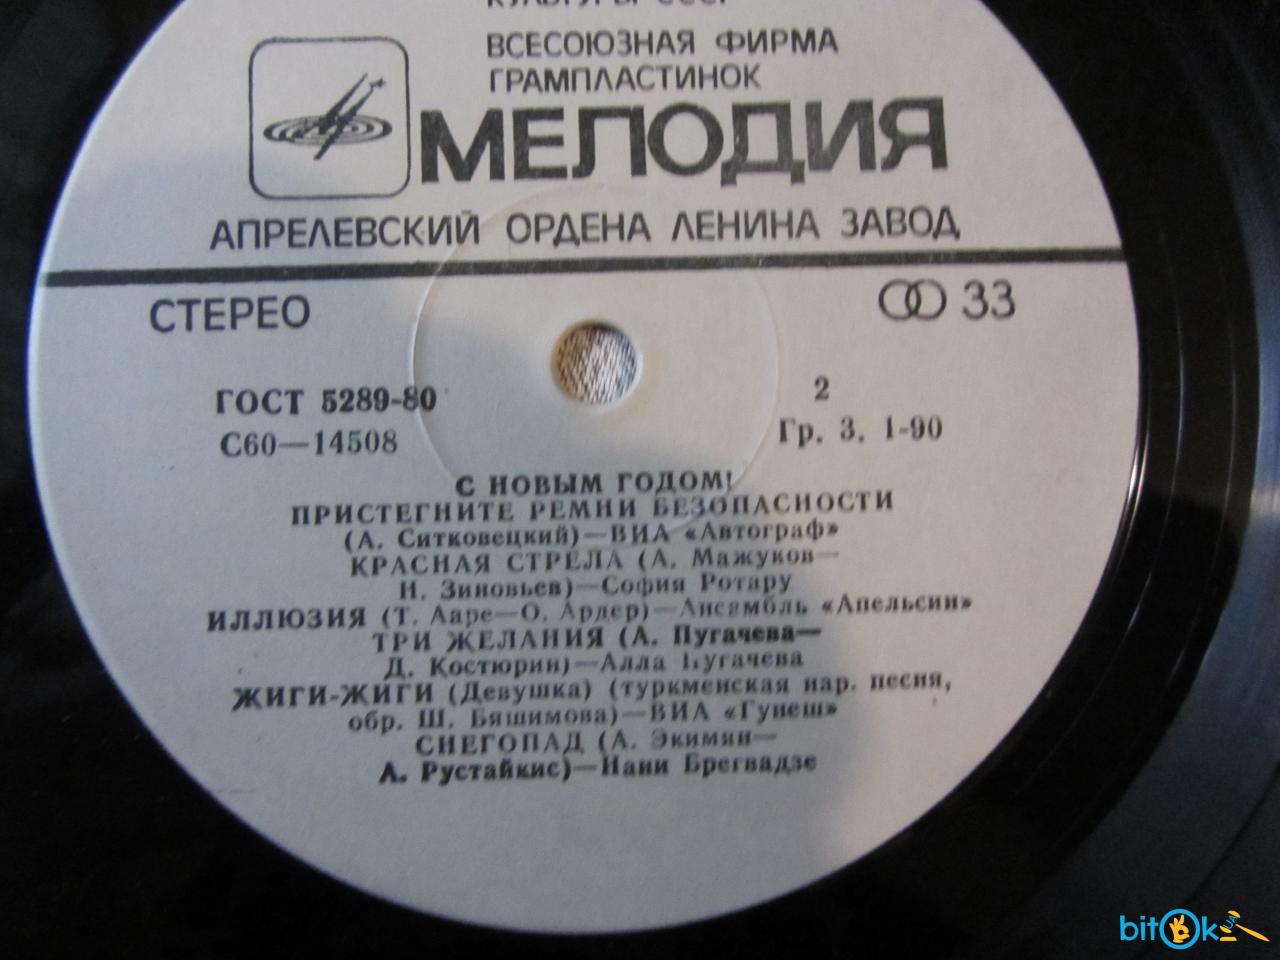 КУЛЬТУРЫ СССР
ВСЕСОЮЗНАЯ ФИРМА
ГРАМПЛАСТИНОК
МЕЛОДИЯ
АПРЕЛЕВСКИЙ ОРДЕНА ЛЕНИНА ЗАВОД
СТЕРЕО
33
ГОСТ 5289-80
2
С60—14508
Гр. 3. 1-90
С НОВЫМ ГОДОМ!
ПРИСТЕГНИТЕ РЕМНИ БЕЗОПАСНОСТИ
(А. Ситковецкий)—ВИА «Автограф»
КРАСНАЯ СТРЕЛА (А. Мажуков—
Н. Зиновьев)—София Ротару
ИЛЛЮЗИЯ (Т. Ааре—О. Ардер)—Ансамбль «Апельсин»
ТРИ ЖЕЛАНИЯ (А. Пугачева—
Д. Костюрин)—Алла Пугачева
ЖИГИ-ЖИГИ (Девушка) (туркменская нар. песня,
обр. Ш. Бяшимова)—ВИА «Гунеш»
СНЕГОПАД (А. Экимян—
А. Рустайкис)—Нани Брегвадзе
bitOk.UA